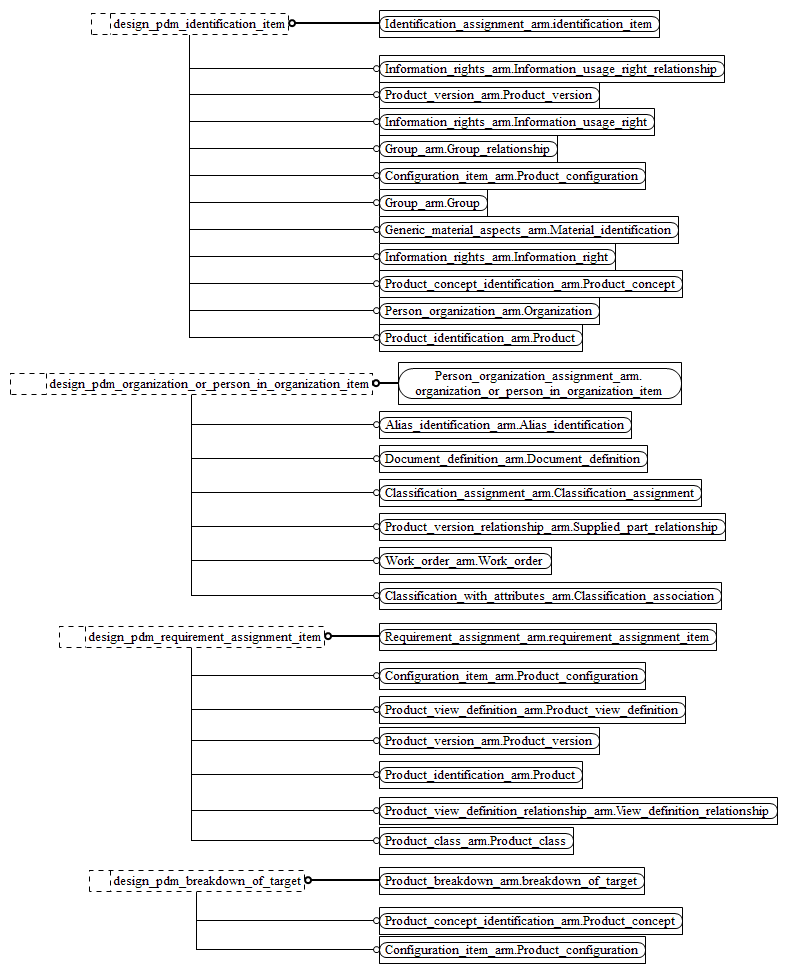 design_pdm_identification_item
Identification_assignment_arm.identification_item
Information_rights_arm.Information_usage_right_relationship
Product_version_arm.Product_version
Information_rights_arm.Information_usage_right
Group_arm.Group_relationship
Configuration_item_arm.Product_configuration
Group_arm.Group
Generic_material_aspects_arm.Material_identification
Information_rights_arm.Information_right
Product_concept_identification_arm.Product_concept
Person_organization_arm.Organization
Product_identification_arm.Product
design_pdm_organization_or_person_in_organization_item
Person_organization_assignment_arm.
organization_or_person_in_organization_item
Alias_identification_arm.Alias_identification
Document_definition_arm.Document_definition
Classification_assignment_arm.Classification_assignment
Product_version_relationship_arm.Supplied_part_relationship
Work_order_arm.Work_order
Classification_with_attributes_arm.Classification_association
design_pdm_requirement_assignment_item
Requirement_assignment_arm.requirement_assignment_item
Configuration_item_arm.Product_configuration
Product_view_definition_arm.Product_view_definition
Product_version_arm.Product_version
Product_identification_arm.Product
Product_view_definition_relationship_arm.View_definition_relationship
Product_class_arm.Product_class
design_pdm_breakdown_of_target
Product_breakdown_arm.breakdown_of_target
Product_concept_identification_arm.Product_concept
Configuration_item_arm.Product_configuration